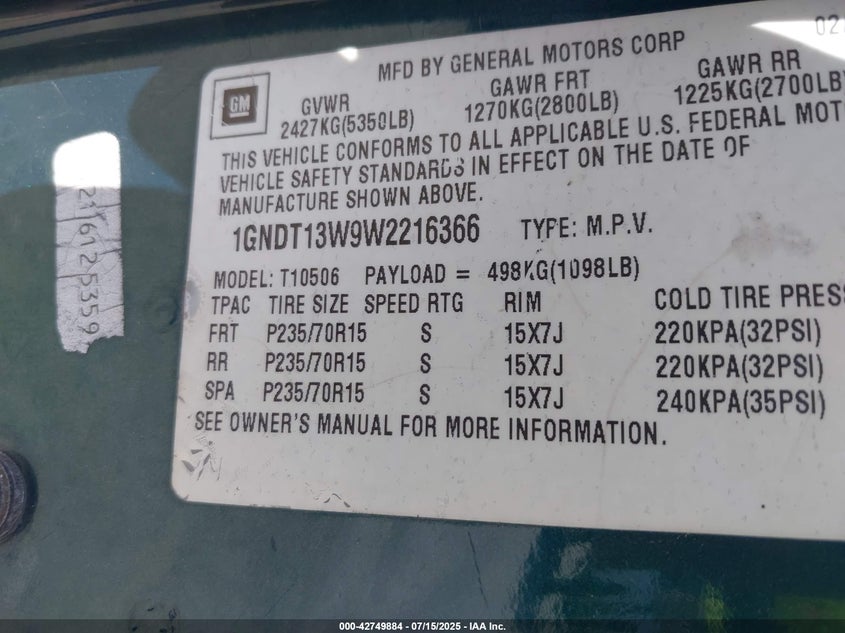 02
MFD BY GENERAL MOTORS CORP
GM
GVWR GAWR FRT GAWR RR
2427KG(5350LB) 1270KG(2800LB) 1225KG(2700LB)
THIS VEHICLE CONFORMS TO ALL APPLICABLE U.S. FEDERAL MOT
VEHICLE SAFETY STANDARDS IN EFFECT ON THE DATE OF
MANUFACTURE SHOWN ABOVE.
1GNDT13W9W2216366 TYPE: M.P.V.
MODEL: T10506 PAYLOAD = 498KG(1098LB)
TPAC TIRE SIZE SPEED RTG RIM COLD TIRE PRES
FRT P235/70R15 S 15X7J 220KPA(32PSI)
RR P235/70R15 S 15X7J 220KPA(32PSI)
SPA P235/70R15 S 15X7J 240KPA(35PSI)
SEE OWNER'S MANUAL FOR MORE INFORMATION.
000-42749884 / 07/15/2025 - IAA Inc.